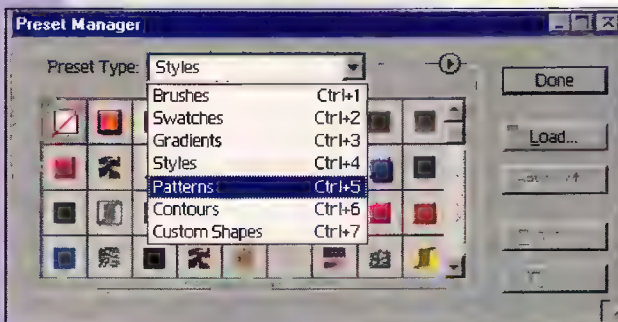 Preset Manager
Preset Type: Styles
Done
Brushes Ctrl+1
Swatches Ctrl+2
Gradients Ctrl+3
Load...
Styles Ctrl+4
Patterns Ctrl+5
Contours Ctrl+6
Custom Shapes Ctrl+7